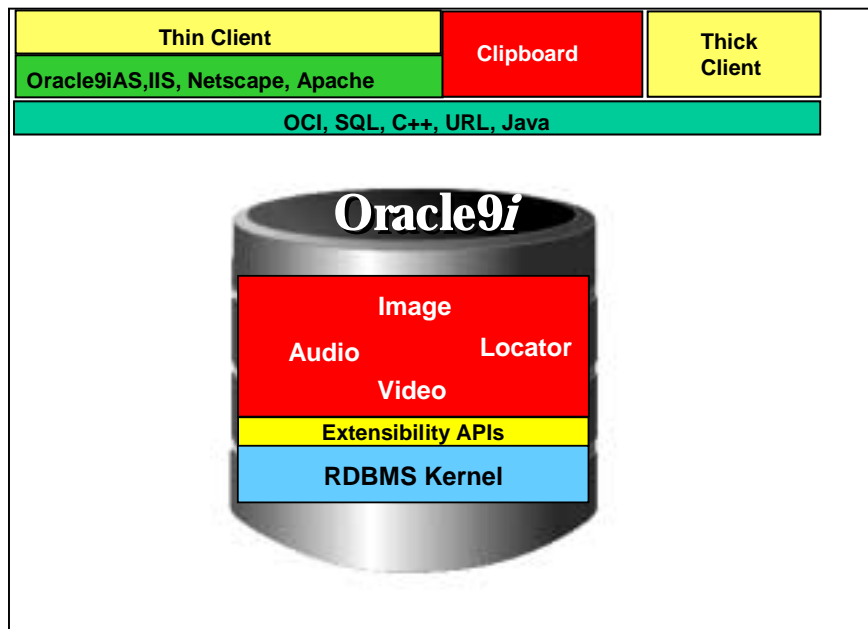 Thin Client
Clipboard
Thick
Client
Oracle9iAS,IIS, Netscape, Apache
OCI, SQL, C++, URL, Java
Oracle9i
Image
Audio
Locator
Video
Extensibility APIs
RDBMS Kernel